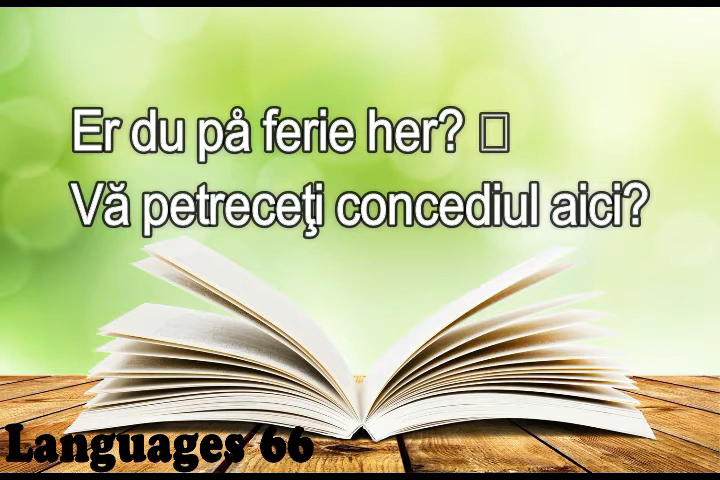 Er du på ferie her? 
Vă petreceţi concediul aici?
Languages 66